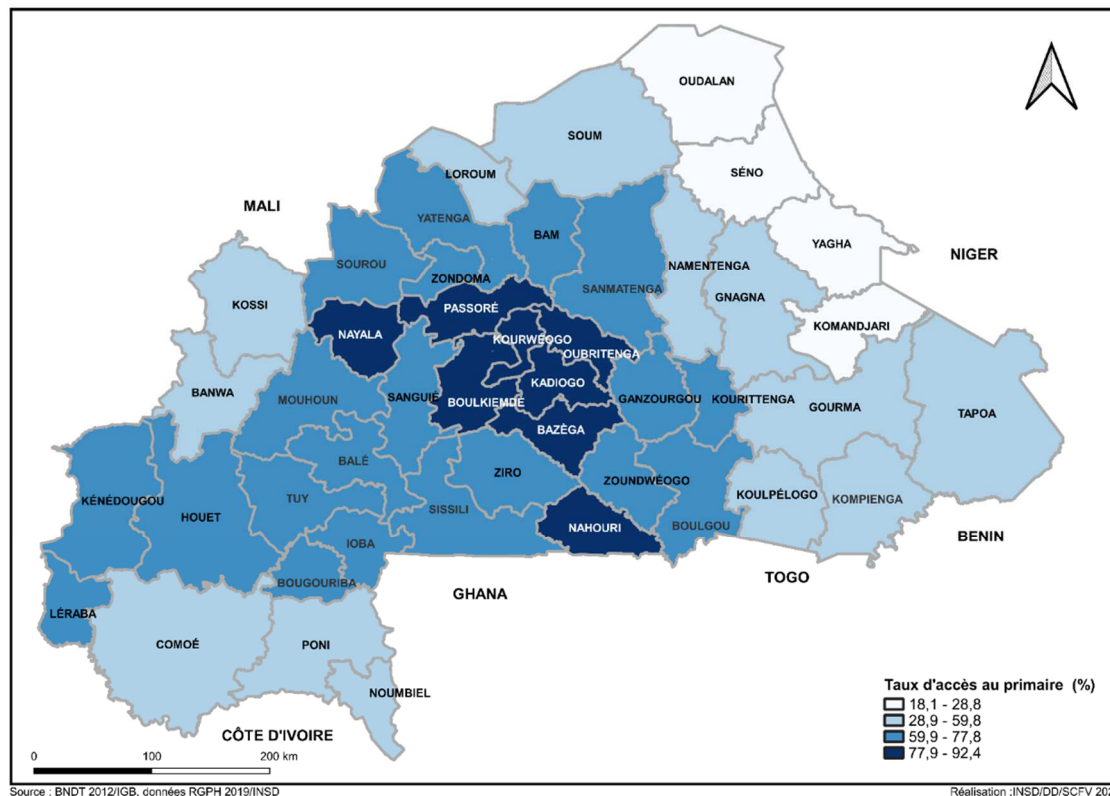 OUDALAN
SOUM
SÉNO
LOROUM
MALI
YATENGA
BAM
YAGHA
NIGER
SOUROU
NAMENTENGA
ZONDOMA
SANMATENGA
GNAGNA
KOSSI
PASSORÉ
KOMANDJARI
NAYALA
KOURWÉOGO
OUBRITENGA
KADIOGO
BANWA
MOUHOUN
SANGUIÉ
BOULKIEMDÉ
GANZOURGOU
KOURITTENGA
GOURMA
TAPOA
BAZÈGA
BALÉ
ZIRO
ZOUNDWÉOGO
KOULPÉLOGO
KOMPIENGA
KÉNÉDOUGOU
HOUET
TUY
SISSILI
NAHOURI
BOULGOU
BENIN
IOBA
BOUGOURIBA
TOGO
GHANA
LÉRABA
COMOÉ
PONI
NOUMBIEL
CÔTE D'IVOIRE
Taux d'accès au primaire (%)
18,1 - 28,8
28,9 - 59,8
59,9 - 77,8
77,9 - 92,4
0 100 200 km
Source : BNDT 2012/IGB, données RGPH 2019/INSD
Réalisation :INSD/DD/SCFV 202